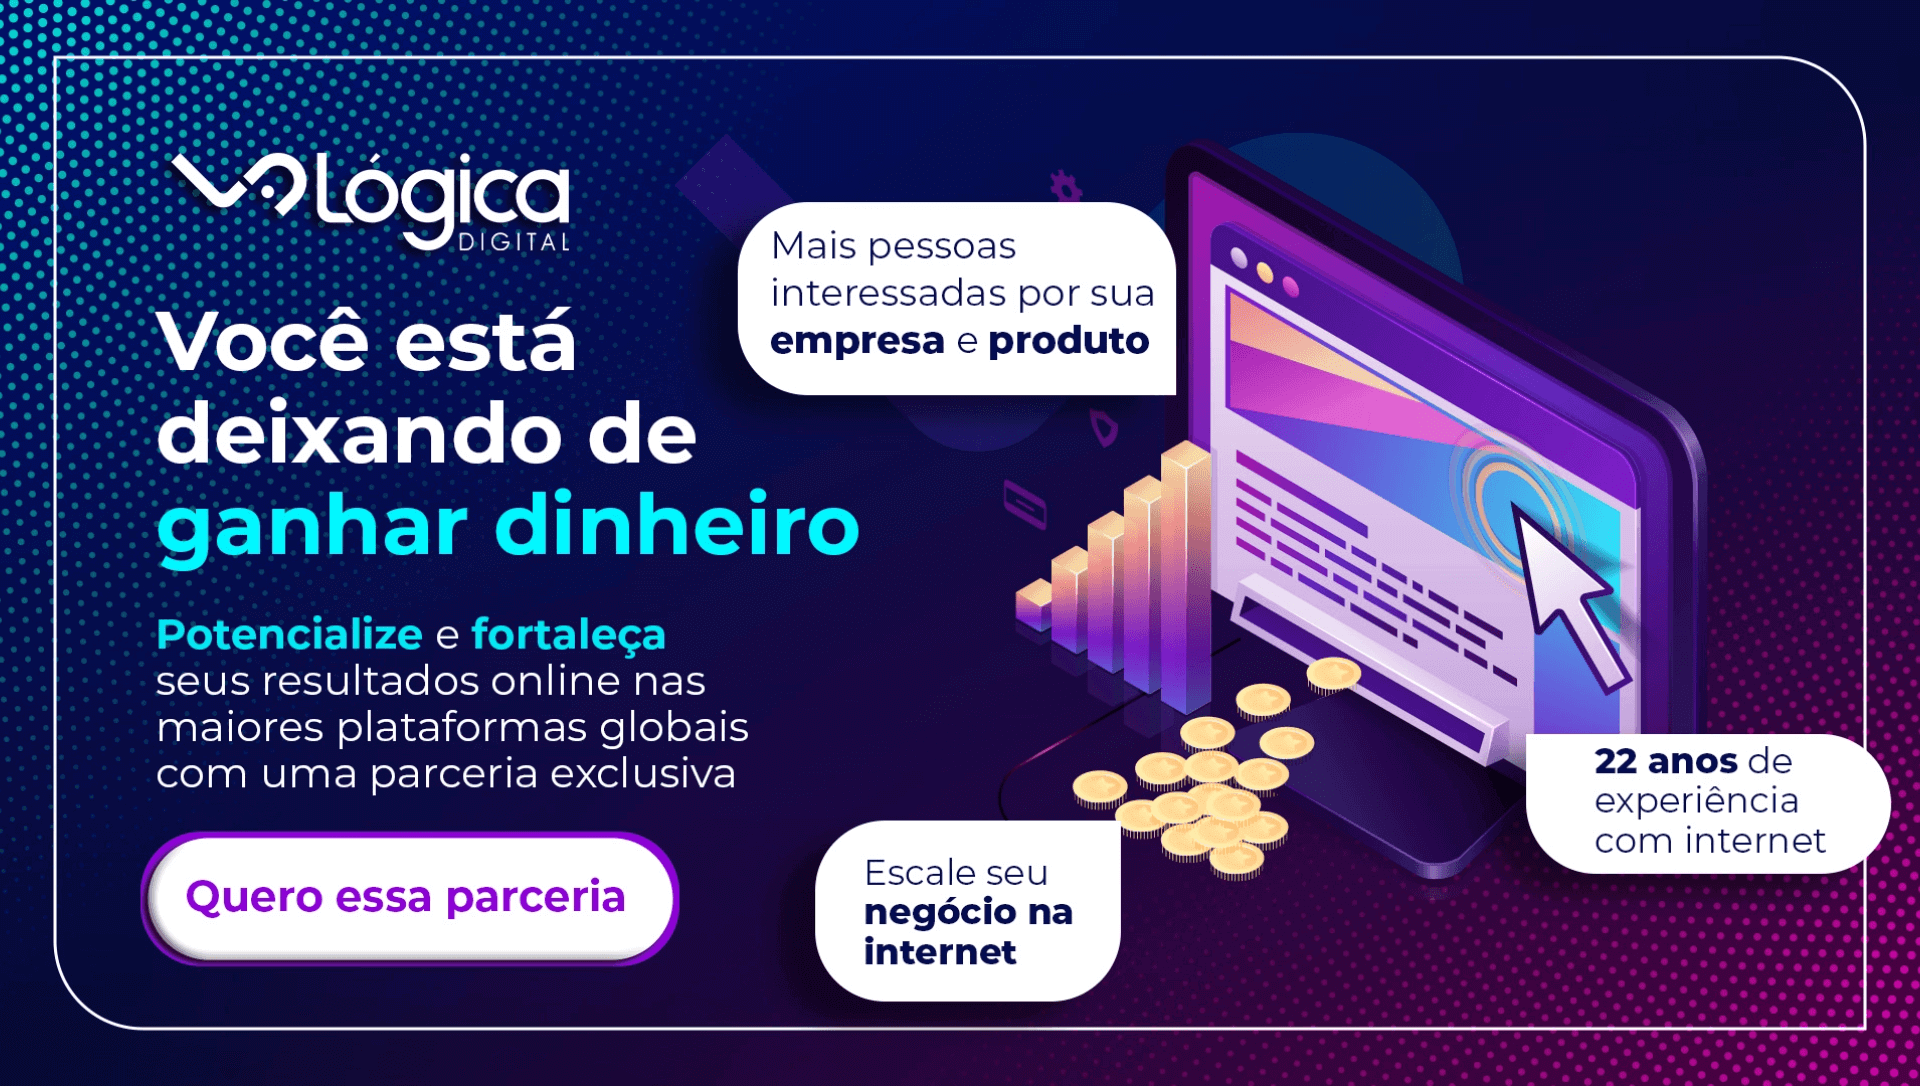 Lógica
DIGITAL
Você está
deixando de
ganhar dinheiro
Potencialize e fortaleça
seus resultados online nas
maiores plataformas globais
com uma parceria exclusiva
Quero essa parceria
Mais pessoas
interessadas por sua
empresa e produto
Escale seu
negócio na
internet
22 anos de
experiência
com internet